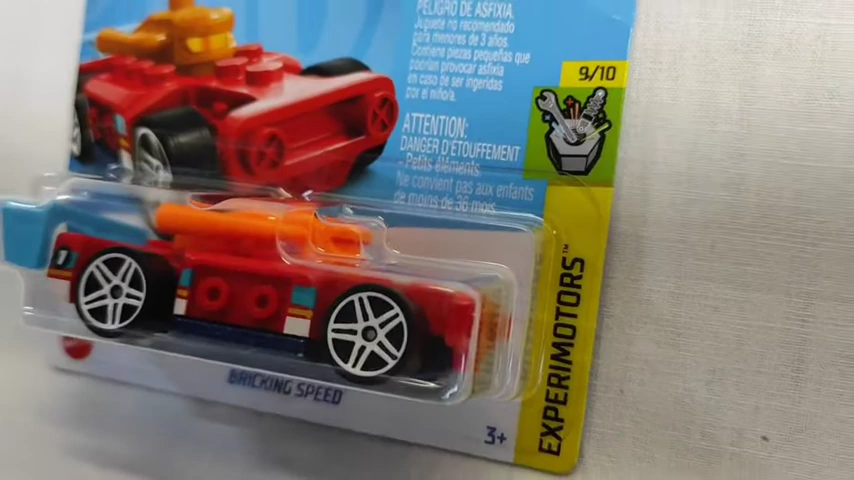 PELIGRO DE ASFIXIA.
Juguete no recomendado
para menores de 3 años.
Contiene piezas pequeñas que
podrían provocar asfixia
en caso de ser ingeridas
por el niño/a.
ATTENTION:
DANGER D'ÉTOUFFEMENT
- Petits éléments.
Ne convient pas aux enfants
de moins de 36 mois.
9/10
EXPERIMOTORS™
1
BRICKING SPEED
3+